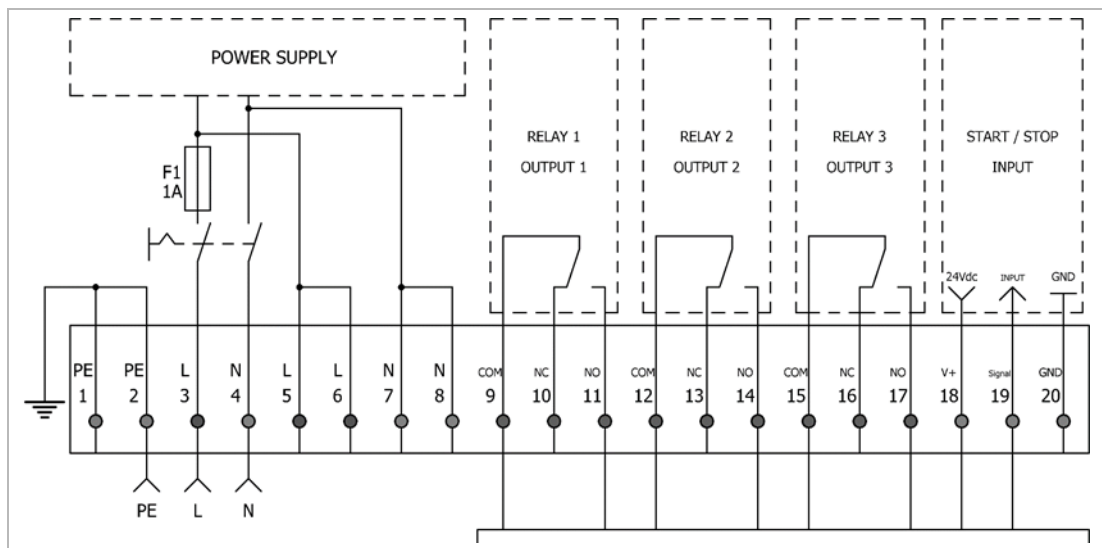 POWER SUPPLY
RELAY 1
OUTPUT 1
RELAY 2
OUTPUT 2
RELAY 3
OUTPUT 3
START / STOP
INPUT
F1
1A
24Vdc
INPUT
GND
PE
1
PE
2
L
3
N
4
L
5
L
6
N
7
N
8
COM
9
NC
10
NO
11
COM
12
NC
13
NO
14
COM
15
NC
16
NO
17
V+
18
Signal
19
GND
20
PE
L
N